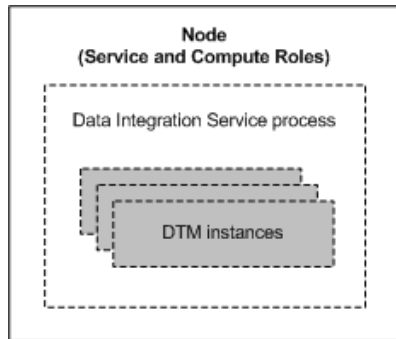 Node
(Service and Compute Roles)
Data Integration Service process
DTM instances